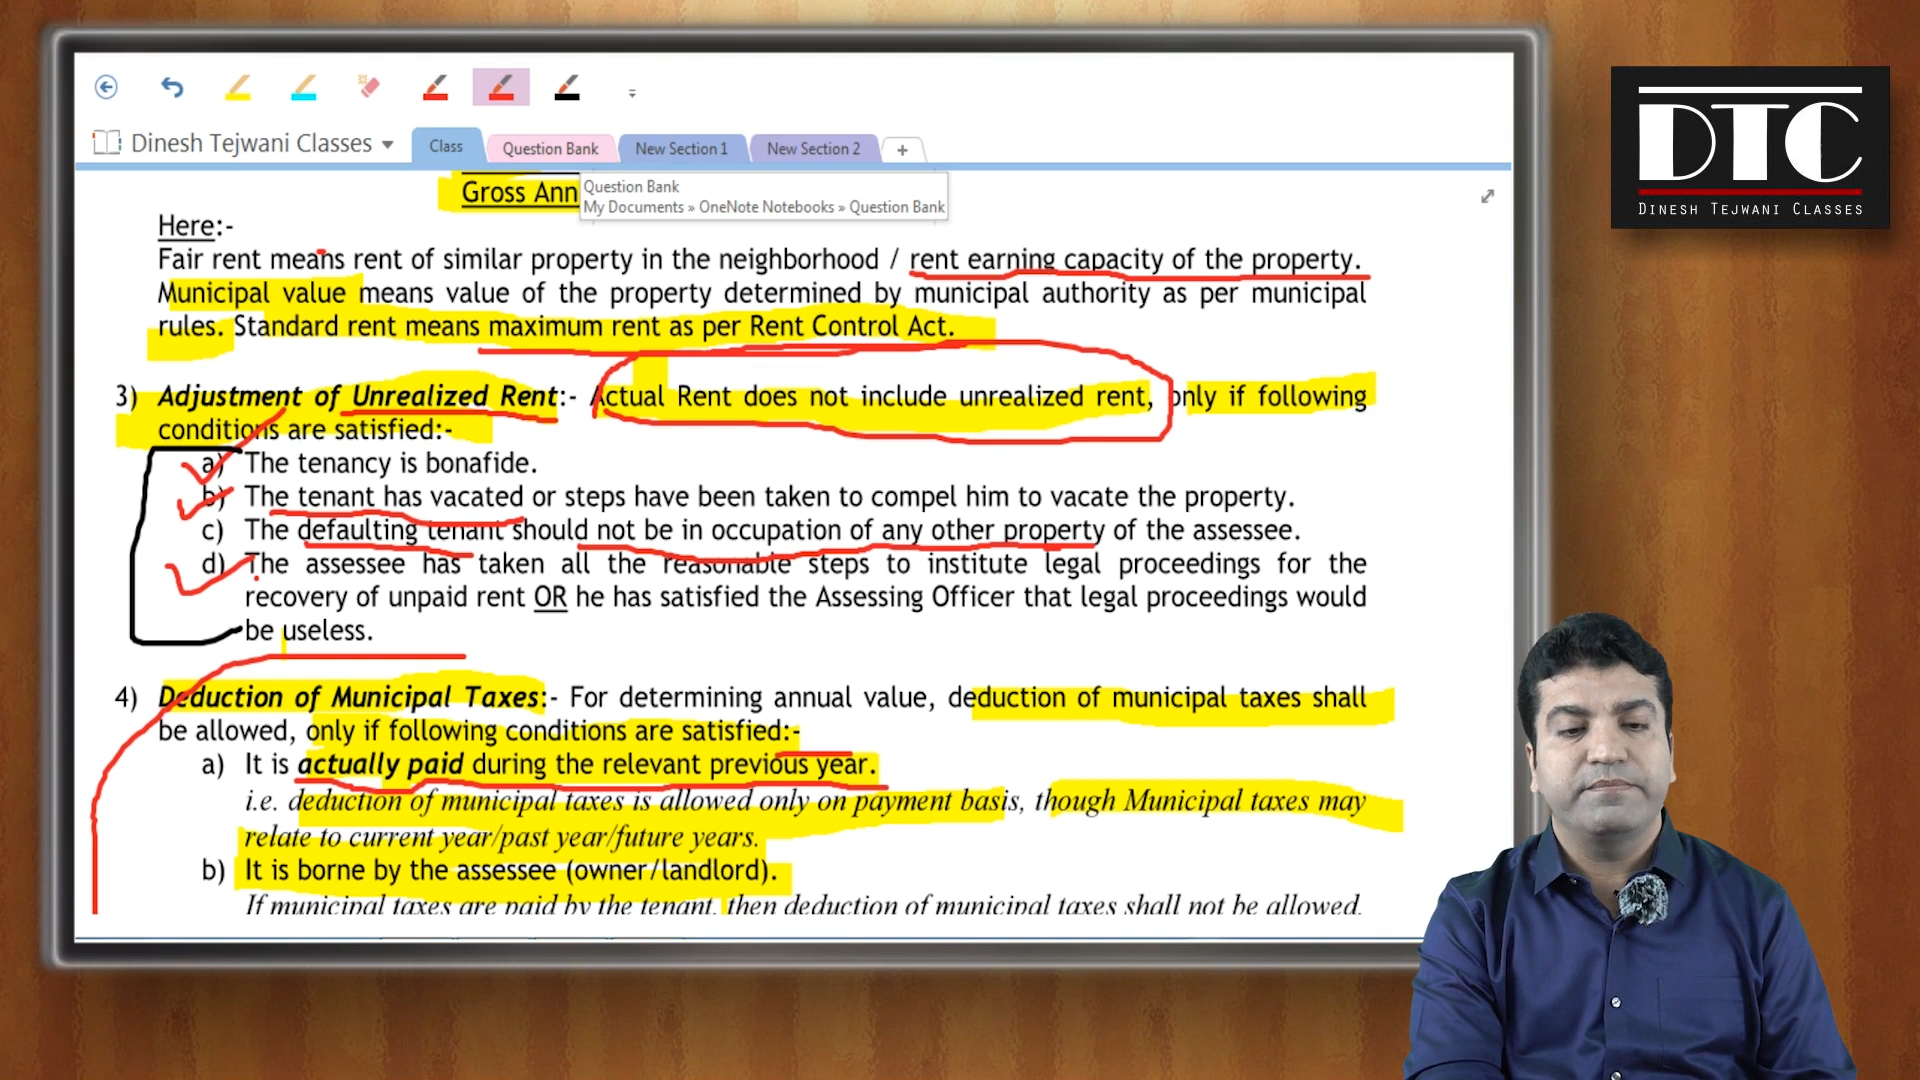 Dinesh Tejwani Classes
Class
Question Bank
New Section 1
New Section 2
+
Gross Ann
Question Bank
My Documents » OneNote Notebooks » Question Bank
Here:-
Fair rent means rent of similar property in the neighborhood / rent earning capacity of the property.
Municipal value means value of the property determined by municipal authority as per municipal
rules. Standard rent means maximum rent as per Rent Control Act.
3) Adjustment of Unrealized Rent:- Actual Rent does not include unrealized rent, only if following
conditions are satisfied:-
a) The tenancy is bonafide.
b) The tenant has vacated or steps have been taken to compel him to vacate the property.
c) The defaulting tenant should not be in occupation of any other property of the assessee.
d) The assessee has taken all the reasonable steps to institute legal proceedings for the
recovery of unpaid rent OR he has satisfied the Assessing Officer that legal proceedings would
be useless.
4) Deduction of Municipal Taxes:- For determining annual value, deduction of municipal taxes shall
be allowed, only if following conditions are satisfied:-
a) It is actually paid during the relevant previous year.
i.e. deduction of municipal taxes is allowed only on payment basis, though Municipal taxes may
relate to current year/past year/future years.
b) It is borne by the assessee (owner/landlord).
If municipal taxes are paid by the tenant, then deduction of municipal taxes shall not be allowed.
DTC
DINESH TEJWANI CLASSES